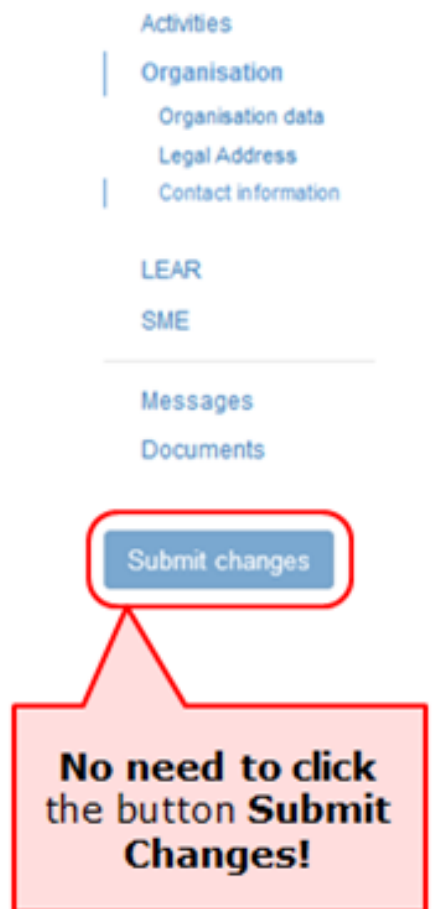 Activities
Organisation
Organisation data
Legal Address
Contact information
LEAR
SME
Messages
Documents
Submit changes
No need to click
the button Submit
Changes!